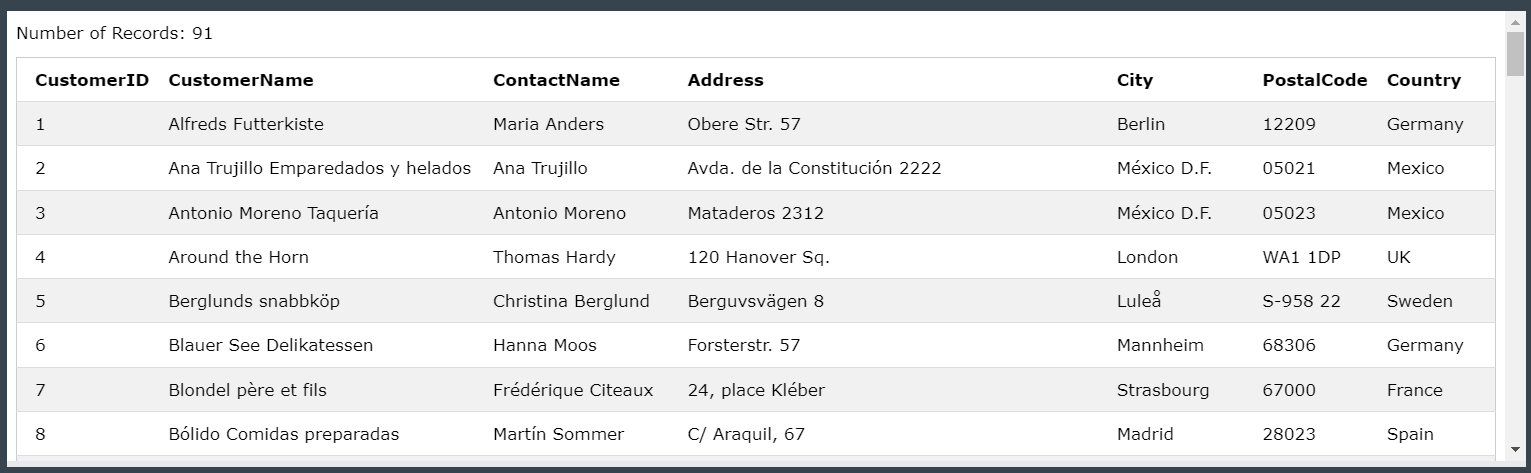 Number of Records: 91
CustomerID CustomerName ContactName Address City PostalCode Country
1 Alfreds Futterkiste Maria Anders Obere Str. 57 Berlin 12209 Germany
2 Ana Trujillo Emparedados y helados Ana Trujillo Avda. de la Constitución 2222 México D.F. 05021 Mexico
3 Antonio Moreno Taquería Antonio Moreno Mataderos 2312 México D.F. 05023 Mexico
4 Around the Horn Thomas Hardy 120 Hanover Sq. London WA1 1DP UK
5 Berglunds snabbköp Christina Berglund Berguvsvägen 8 Luleå S-958 22 Sweden
6 Blauer See Delikatessen Hanna Moos Forsterstr. 57 Mannheim 68306 Germany
7 Blondel père et fils Frédérique Citeaux 24, place Kléber Strasbourg 67000 France
8 Bólido Comidas preparadas Martín Sommer C/ Araquil, 67 Madrid 28023 Spain